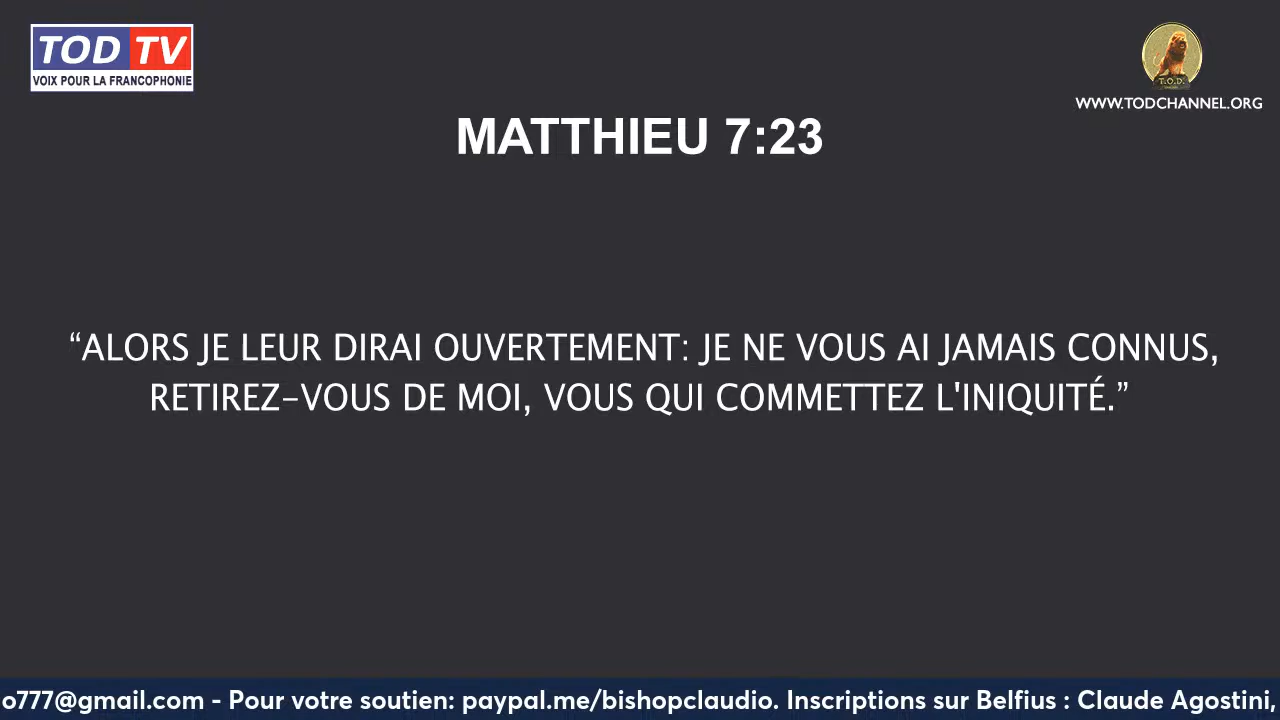 TOD TV
VOIX POUR LA FRANCOPHONIE
T.O.D.
WWW.TODCHANNEL.ORG
MATTHIEU 7:23
“ALORS JE LEUR DIRAI OUVERTEMENT: JE NE VOUS AI JAMAIS CONNUS,
RETIREZ-VOUS DE MOI, VOUS QUI COMMETTEZ L'INIQUITÉ.”
o777@gmail.com - Pour votre soutien: paypal.me/bishopclaudio. Inscriptions sur Belfius : Claude Agostini,